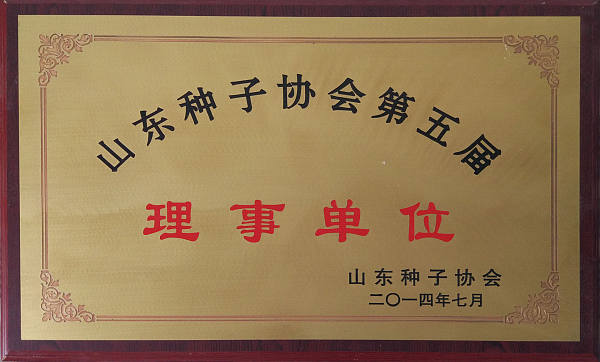 山东种子协会第五届
理事单位
山东种子协会
二〇一四年七月